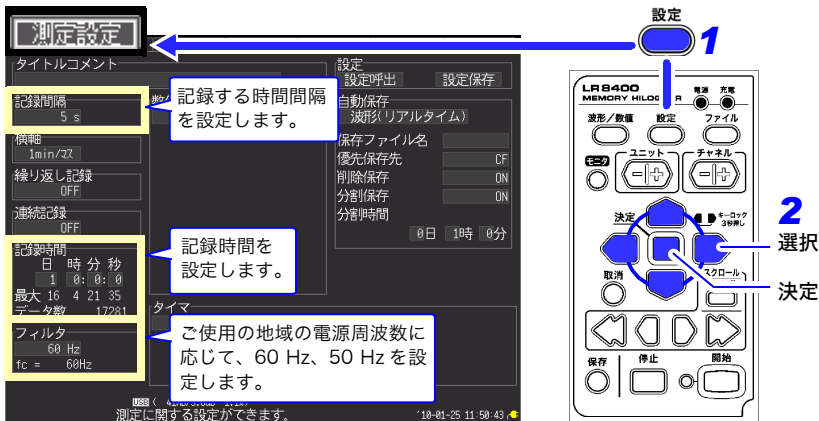 測定設定
タイトルコメント
記録間隔
5 s
横軸
1min/マス
繰り返し記録
OFF
連続記録
OFF
記録時間
日 時 分 秒
1 0: 0: 0
最大 16 4 21 35
データ数 17281
フィルタ
60 Hz
fc = 60Hz
数
記録する時間間隔
を設定します。
記録時間を
設定します。
タイマ
ご使用の地域の電源周波数に
応じて、60 Hz、50 Hz を設
定します。
設定
設定呼出 設定保存
自動保存
波形(リアルタイム)
保存ファイル名
優先保存先 CF
削除保存 ON
分割保存 ON
分割時間
0日 1時 0分
USB
測定に関する設定ができます。
'10-01-25 11:50:43
設定
1
LR8400
MEMORY HILOGGER
電源 充電
波形/数値 設定 ファイル
モニタ
ユニット チャネル
決定
キーロック
3秒押し
2
選択
決定
取消
スクロール
保存 停止 開始